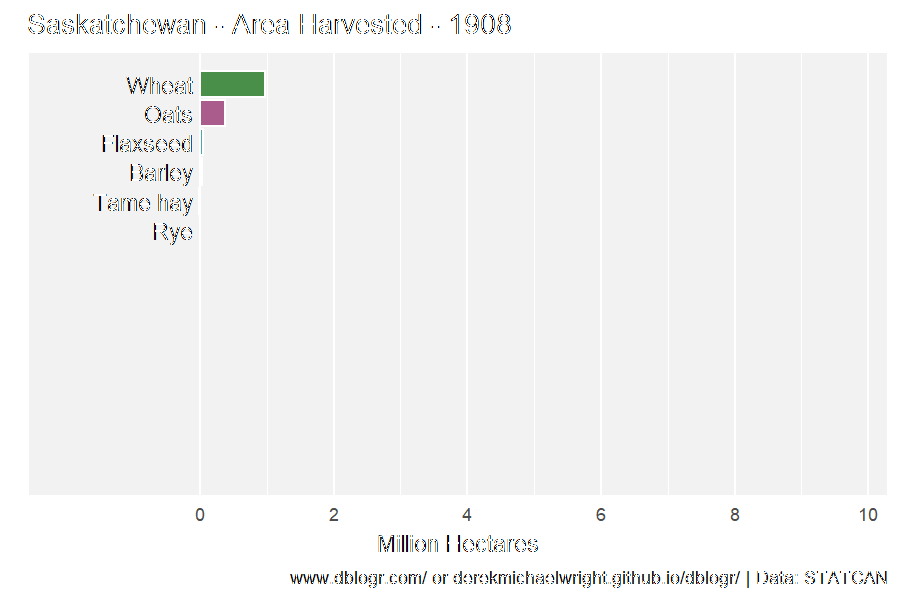 Saskatchewan - Area Harvested - 1908
Wheat
Oats
Flaxseed
Barley
Tame hay
Rye
0 2 4 6 8 10
Million Hectares
www.dblogr.com/ or derekmichaelwright.github.io/dblogr/ | Data: STATCAN